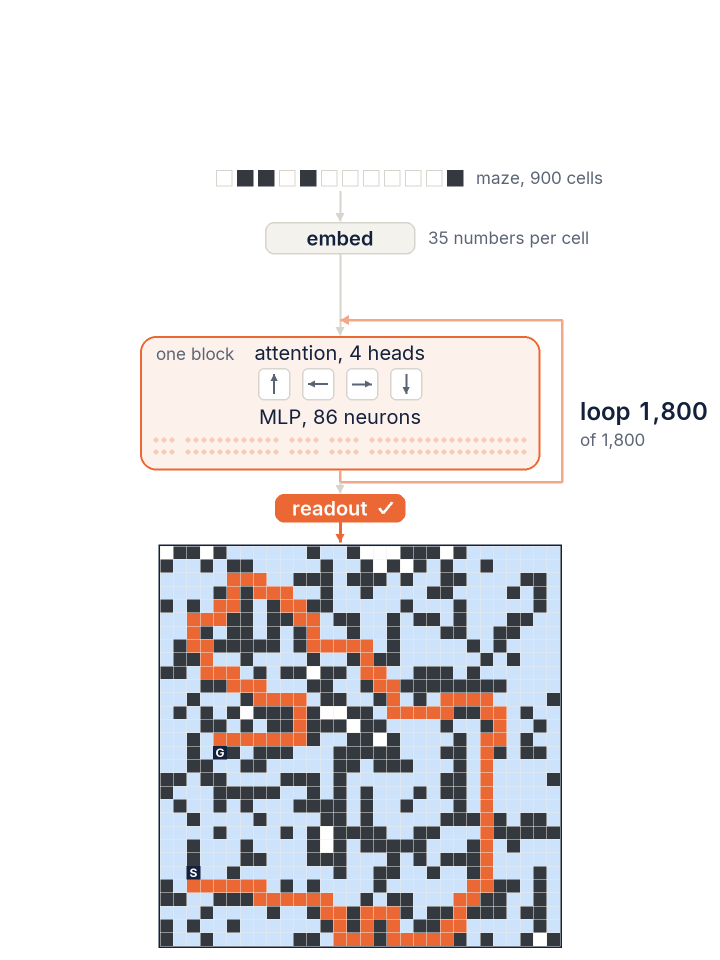 maze, 900 cells
embed
35 numbers per cell
one block
attention, 4 heads
MLP, 86 neurons
loop 1,800
of 1,800
readout ✓
G
S